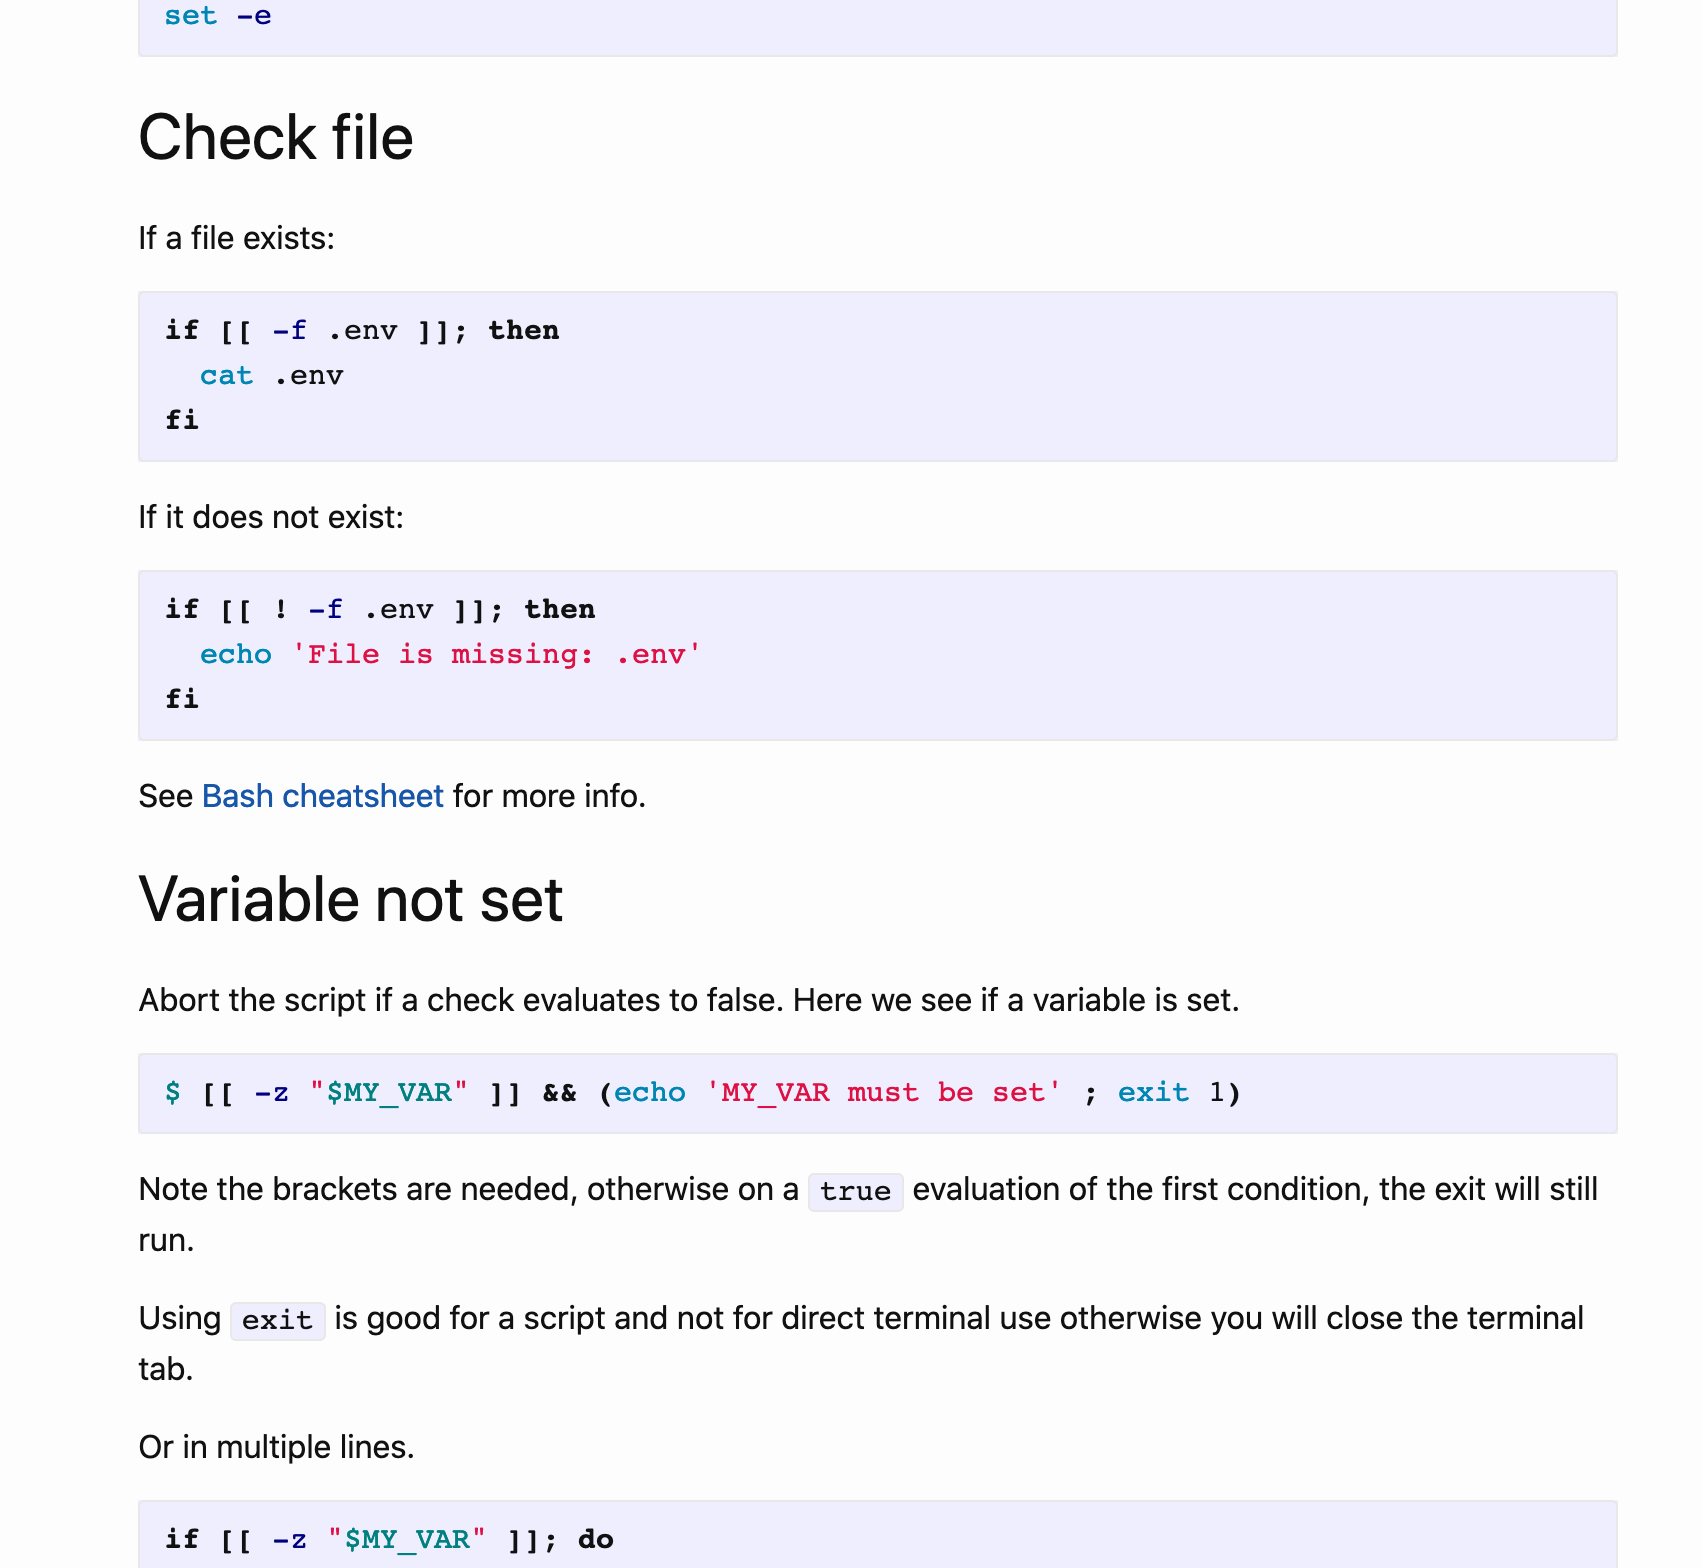 set -e
Check file
If a file exists:
if [[ -f .env ]]; then
  cat .env
fi
If it does not exist:
if [[ ! -f .env ]]; then
  echo 'File is missing: .env'
fi
See Bash cheatsheet for more info.
Variable not set
Abort the script if a check evaluates to false. Here we see if a variable is set.
$ [[ -z "$MY_VAR" ]] && (echo 'MY_VAR must be set' ; exit 1)
Note the brackets are needed, otherwise on a true evaluation of the first condition, the exit will still
run.
Using exit is good for a script and not for direct terminal use otherwise you will close the terminal
tab.
Or in multiple lines.
if [[ -z "$MY_VAR" ]]; do